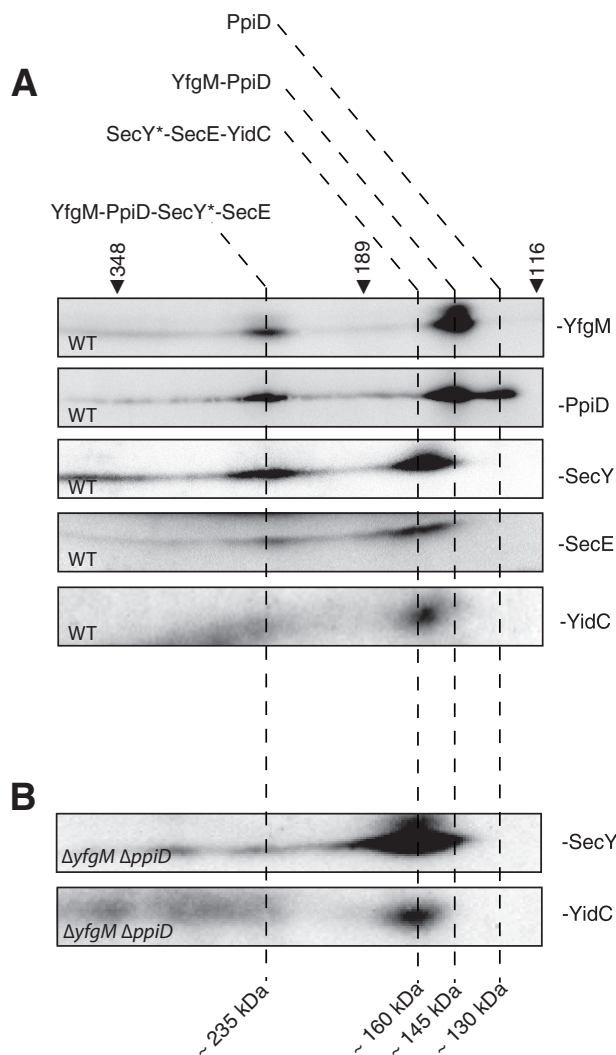 PpiD
A
YfgM-PpiD
SecY*-SecE-YidC
YfgM-PpiD-SecY*-SecE
348
189
116
WT
-YfgM
WT
-PpiD
WT
-SecY
WT
-SecE
WT
-YidC
B
ΔyfgM ΔppiD
-SecY
ΔyfgM ΔppiD
-YidC
~ 235 kDa
~ 160 kDa
~ 145 kDa
~ 130 kDa